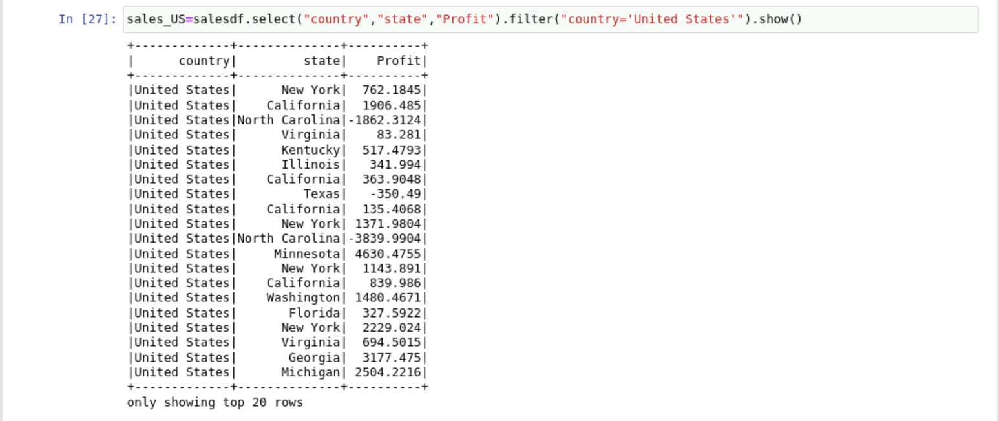 In [27]: sales_US=salesdf.select("country","state","Profit").filter("country='United States'").show()
+-------------+--------------+----------+
|      country|         state|    Profit|
+-------------+--------------+----------+
|United States|      New York|  762.1845|
|United States|    California|  1906.485|
|United States|North Carolina|-1862.3124|
|United States|      Virginia|    83.281|
|United States|      Kentucky|  517.4793|
|United States|      Illinois|   341.994|
|United States|    California|  363.9048|
|United States|         Texas|   -350.49|
|United States|    California|  135.4068|
|United States|      New York| 1371.9804|
|United States|North Carolina|-3839.9904|
|United States|     Minnesota| 4630.4755|
|United States|      New York|  1143.891|
|United States|    California|   839.986|
|United States|    Washington| 1480.4671|
|United States|       Florida|  327.5922|
|United States|      New York|  2229.024|
|United States|      Virginia|  694.5015|
|United States|       Georgia|  3177.475|
|United States|      Michigan| 2504.2216|
+-------------+--------------+----------+
only showing top 20 rows